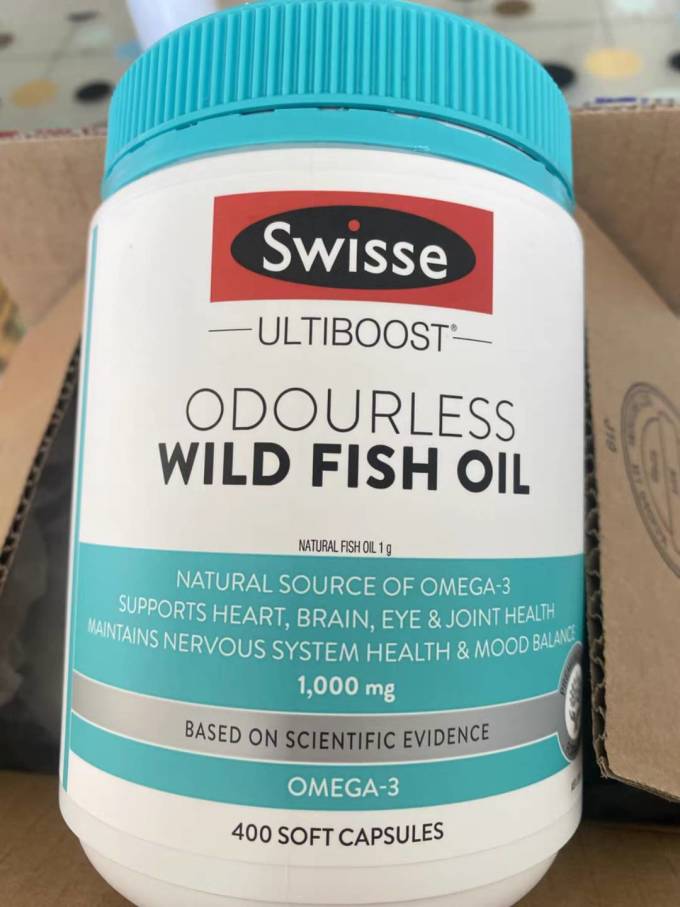 Swisse
ULTIBOOST®
ODOURLESS
WILD FISH OIL
NATURAL FISH OIL 1 g
NATURAL SOURCE OF OMEGA-3
SUPPORTS HEART, BRAIN, EYE & JOINT HEALTH
MAINTAINS NERVOUS SYSTEM HEALTH & MOOD BALANCE
1,000 mg
BASED ON SCIENTIFIC EVIDENCE
OMEGA-3
400 SOFT CAPSULES